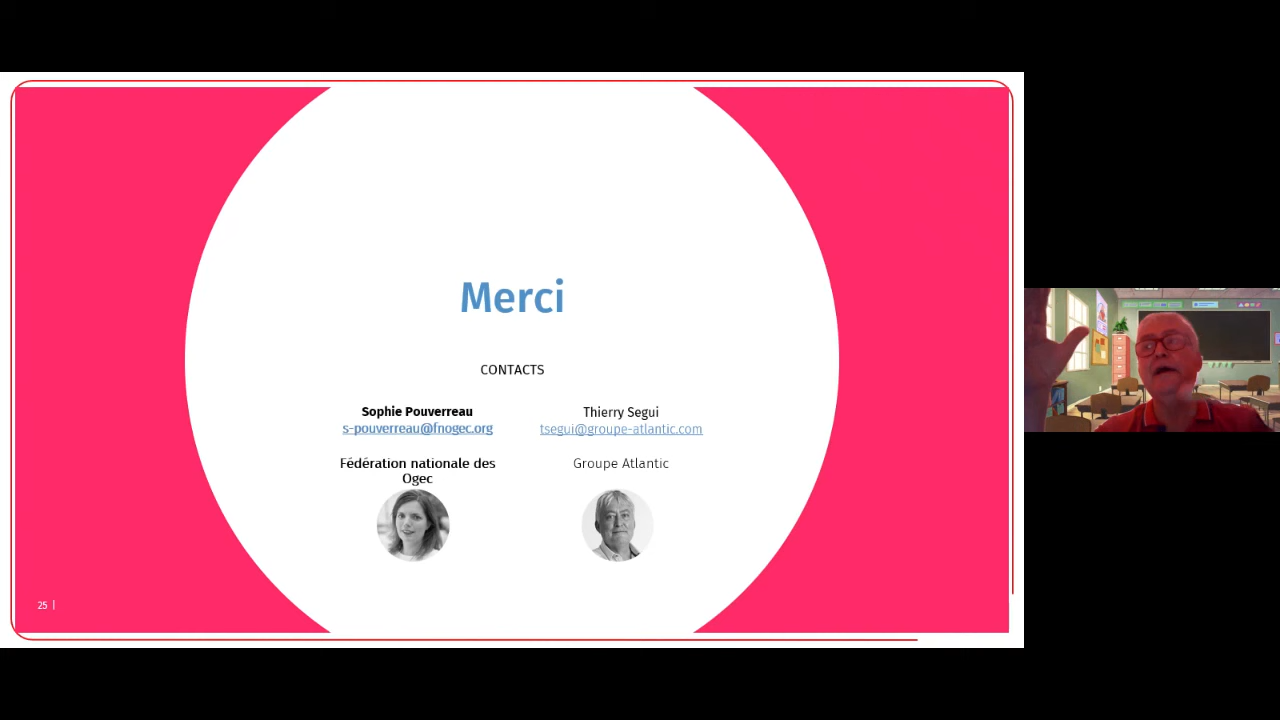 Merci
CONTACTS
Sophie Pouverreau
s-pouverreau@fnogec.org
Fédération nationale des
Ogec
Thierry Segui
tsegui@groupe-atlantic.com
Groupe Atlantic
25 |